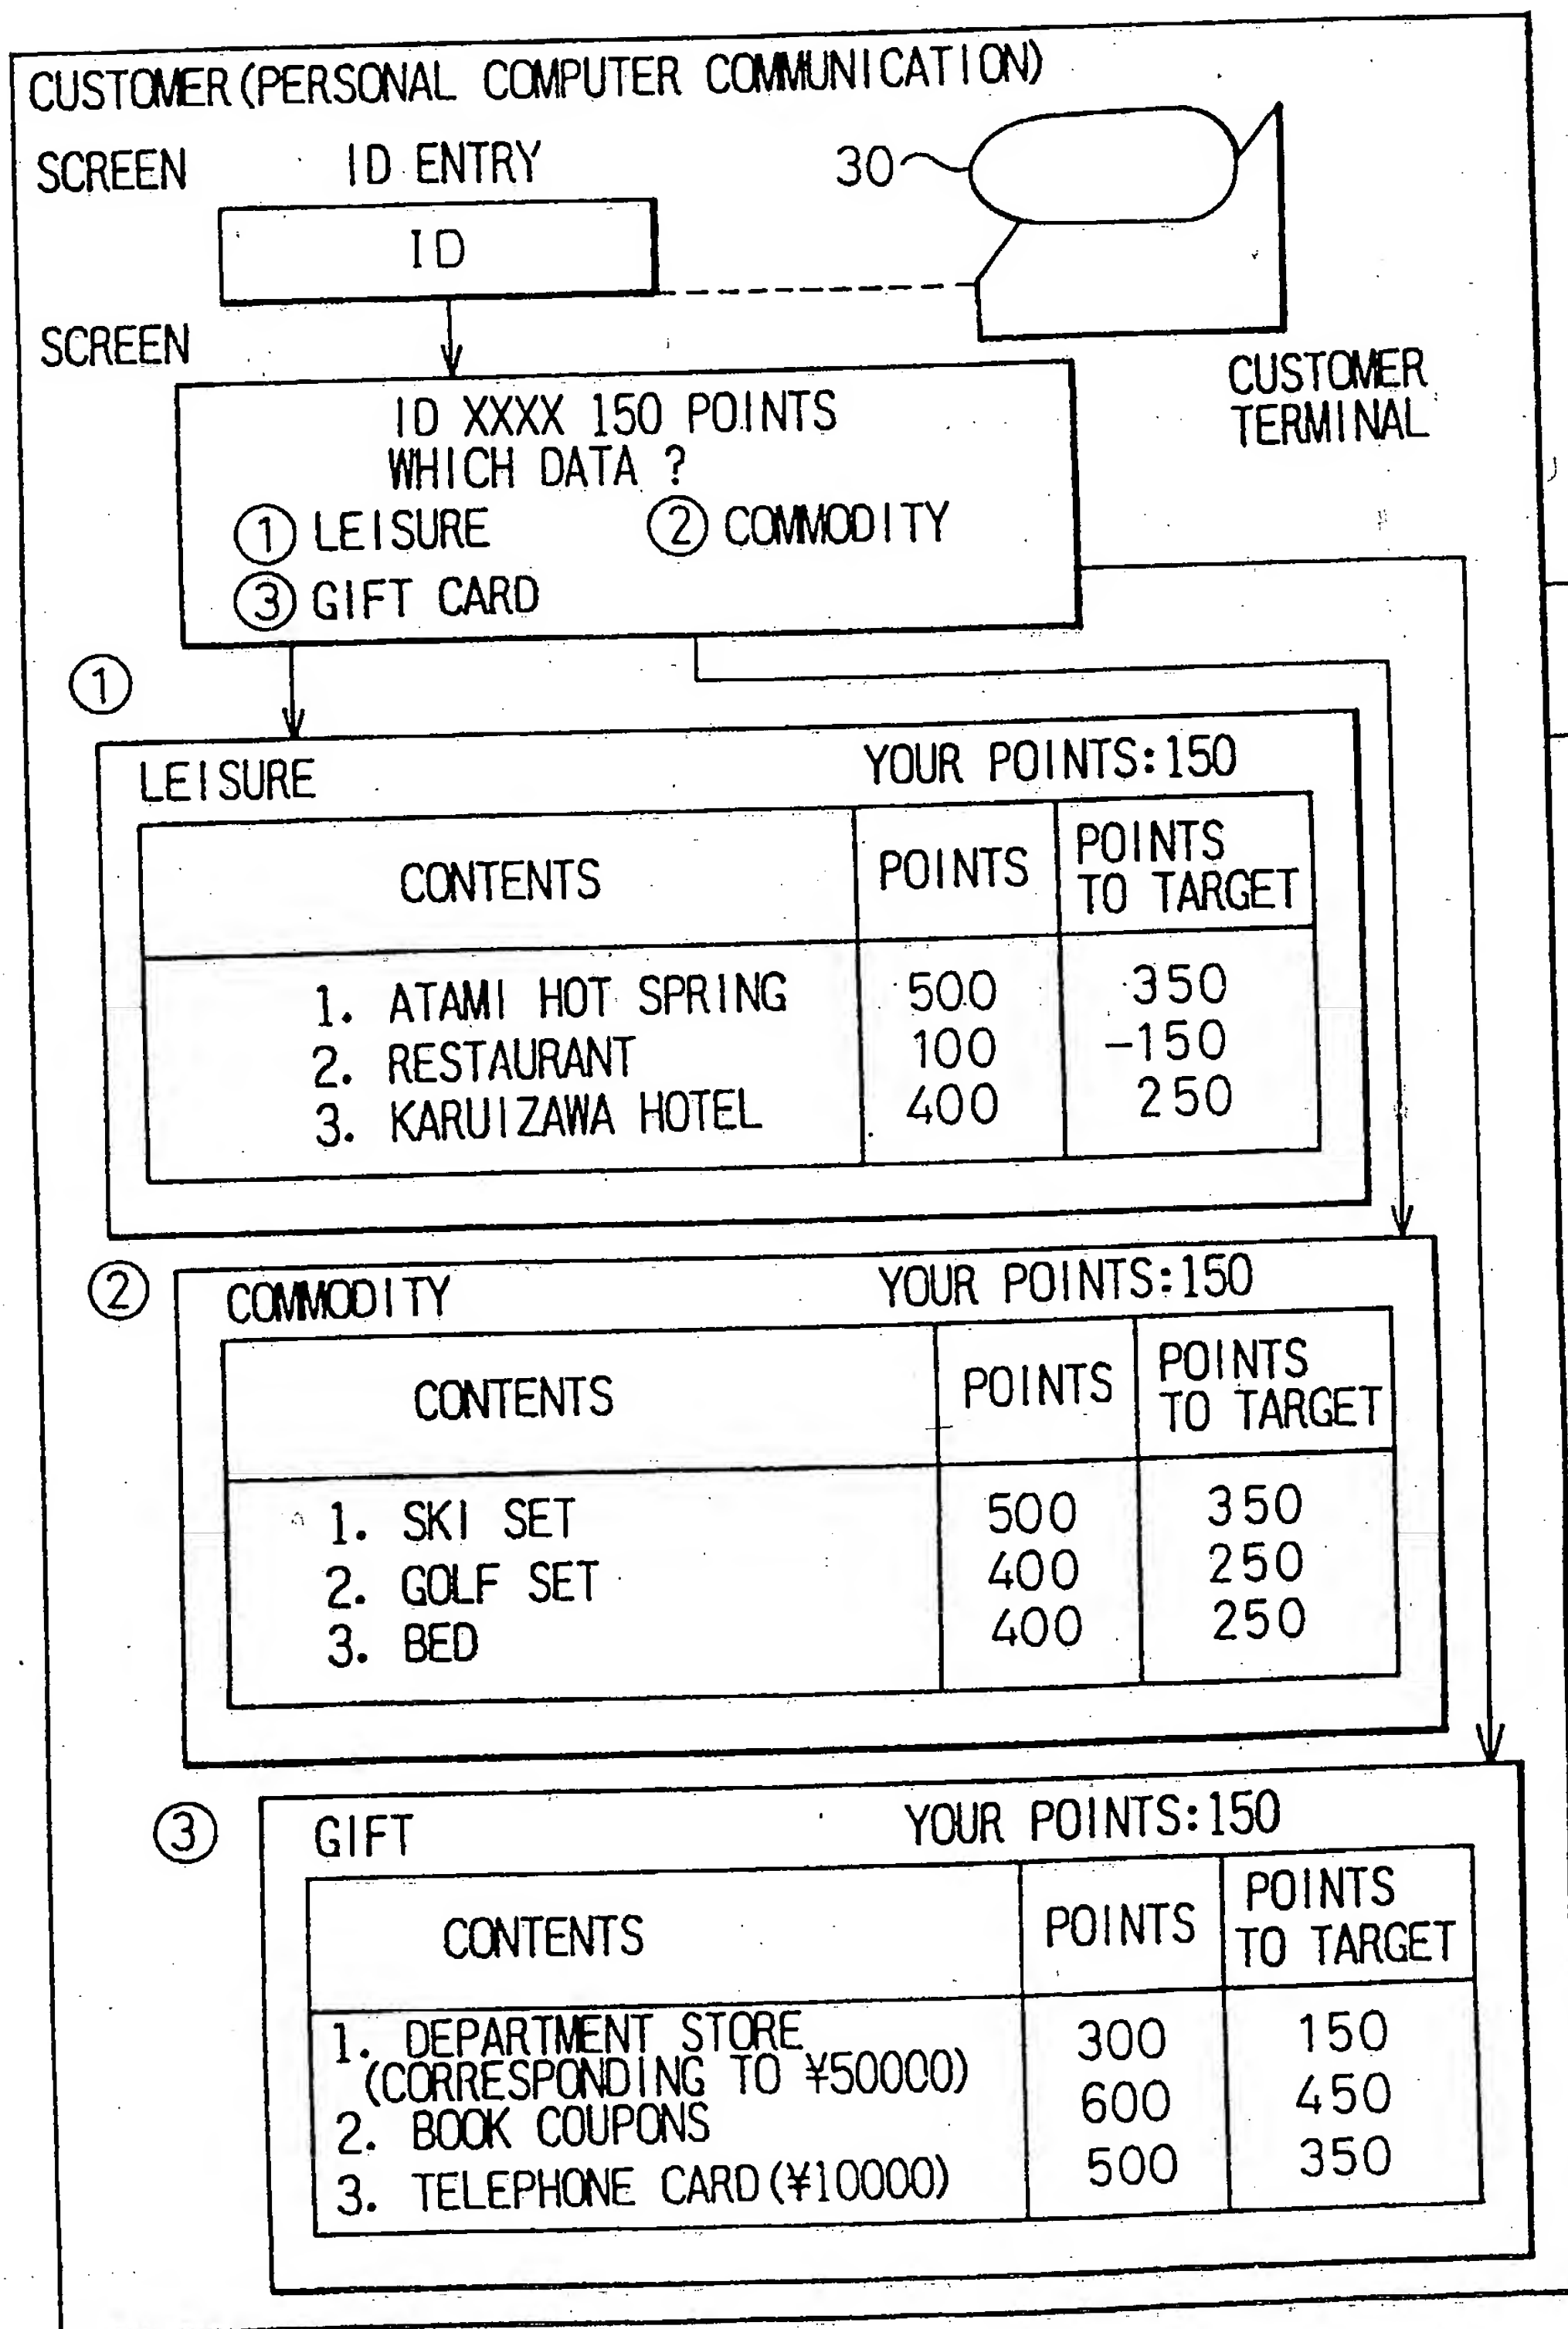 CUSTOMER(PERSONAL COMPUTER COMMUNICATION)
SCREEN ID ENTRY 30
ID
SCREEN
CUSTOMER
TERMINAL
ID XXXX 150 POINTS
WHICH DATA ?
① LEISURE ② COMMODITY
③ GIFT CARD
①
LEISURE YOUR POINTS:150
CONTENTS POINTS POINTS TO TARGET
1. ATAMI HOT SPRING 500 350
2. RESTAURANT 100 -150
3. KARUIZAWA HOTEL 400 250
②
COMMODITY YOUR POINTS:150
CONTENTS POINTS POINTS TO TARGET
1. SKI SET 500 350
2. GOLF SET 400 250
3. BED 400 250
③
GIFT YOUR POINTS:150
CONTENTS POINTS POINTS TO TARGET
1. DEPARTMENT STORE 300 150
(CORRESPONDING TO ¥50000)
2. BOOK COUPONS 600 450
3. TELEPHONE CARD(¥10000) 500 350